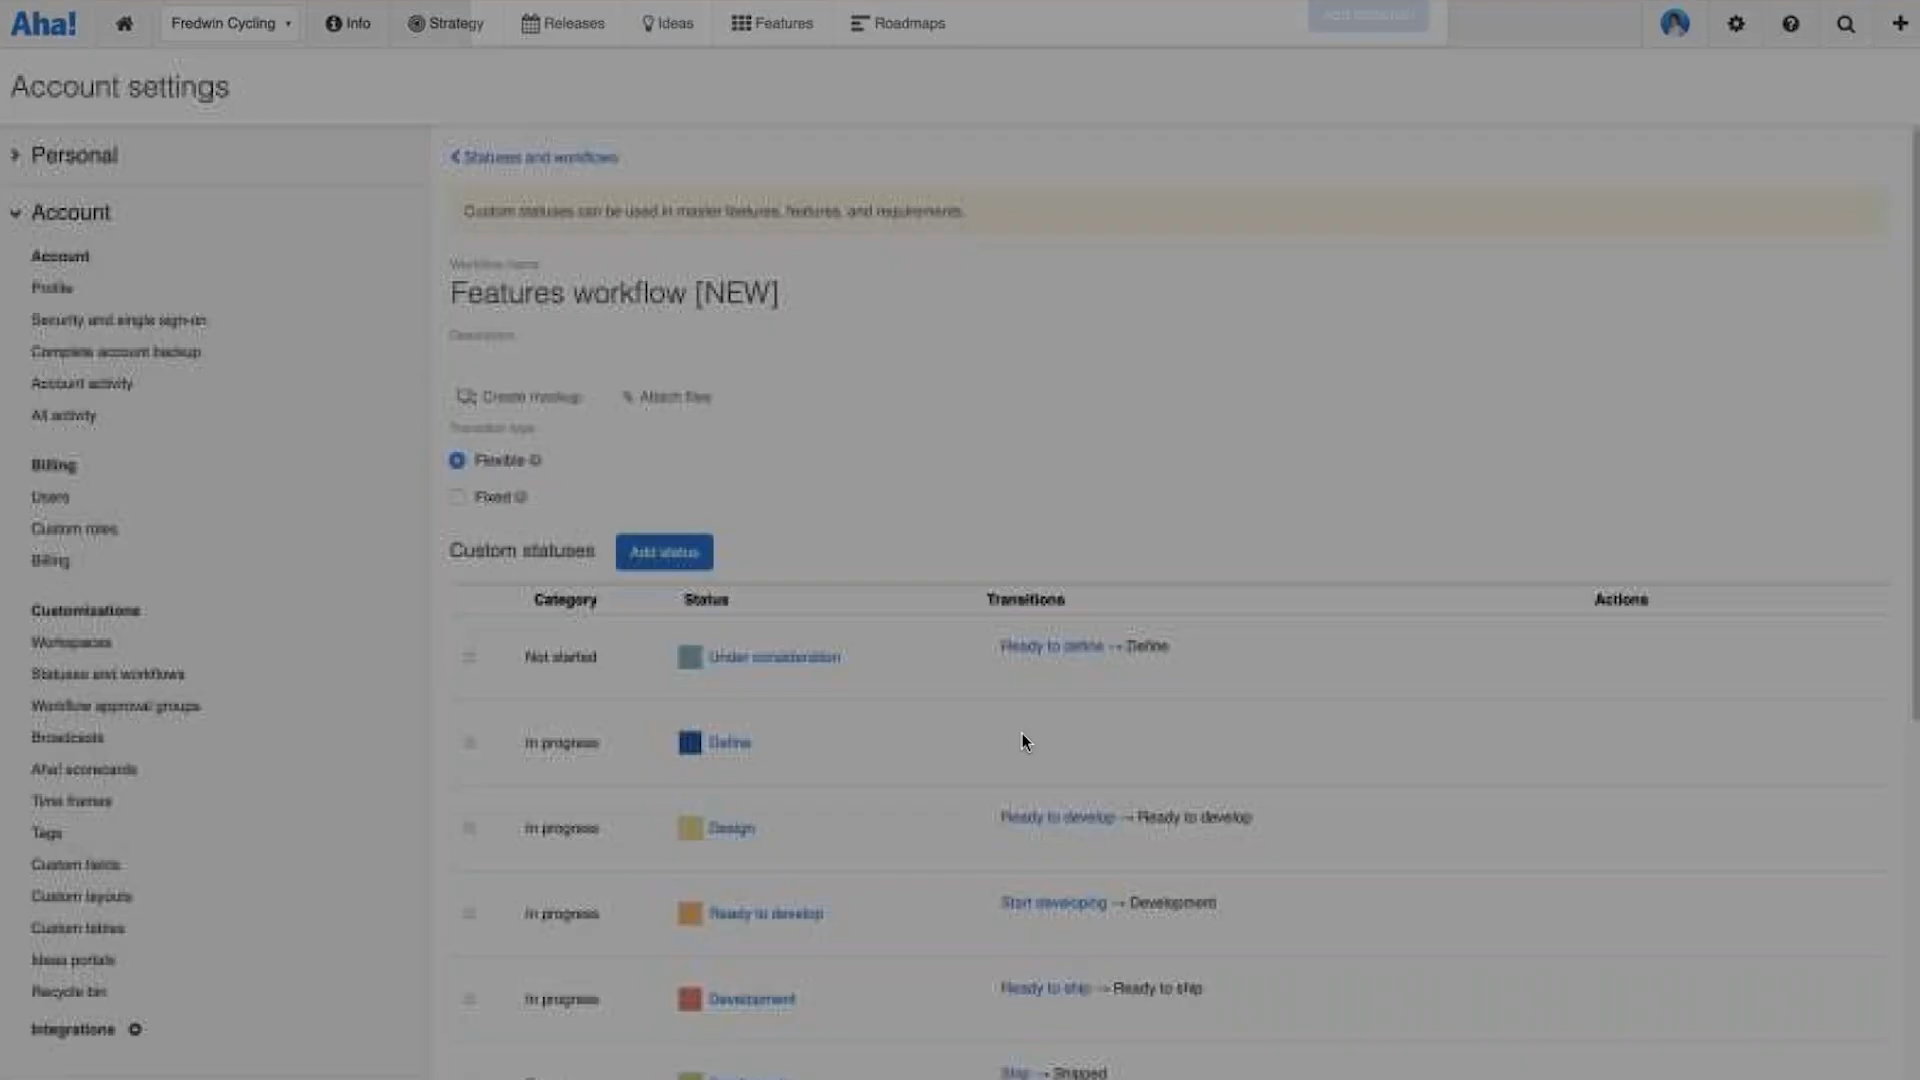 Aha!
Fredwin Cycling
Info
Strategy
Releases
Ideas
Features
Roadmaps
Account settings
Personal
Account
Account
Profile
Security and single sign-on
Complete account backup
Account activity
All activity
Billing
Users
Custom roles
Billing
Customizations
Workspaces
Statuses and workflows
Workflow approval groups
Broadcasts
Aha! scorecards
Time frames
Tags
Custom fields
Custom layouts
Custom tables
Ideas portals
Recycle bin
Integrations
Statuses and workflows
Custom statuses can be used in master features, features, and requirements.
Workflow name
Features workflow [NEW]
Description
Create mockup Attach files
Transition type
Flexible
Fixed
Custom statuses Add status
Category Status Transitions Actions
Not started Under consideration Ready to define → Define
In progress Define
In progress Design Ready to develop → Ready to develop
In progress Ready to develop Start developing → Development
In progress Development Ready to ship → Ready to ship
Ship → Shipped